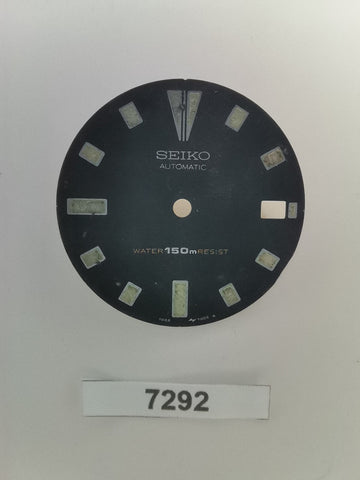 SEIKO
AUTOMATIC
WATER 150m RESIST
7292